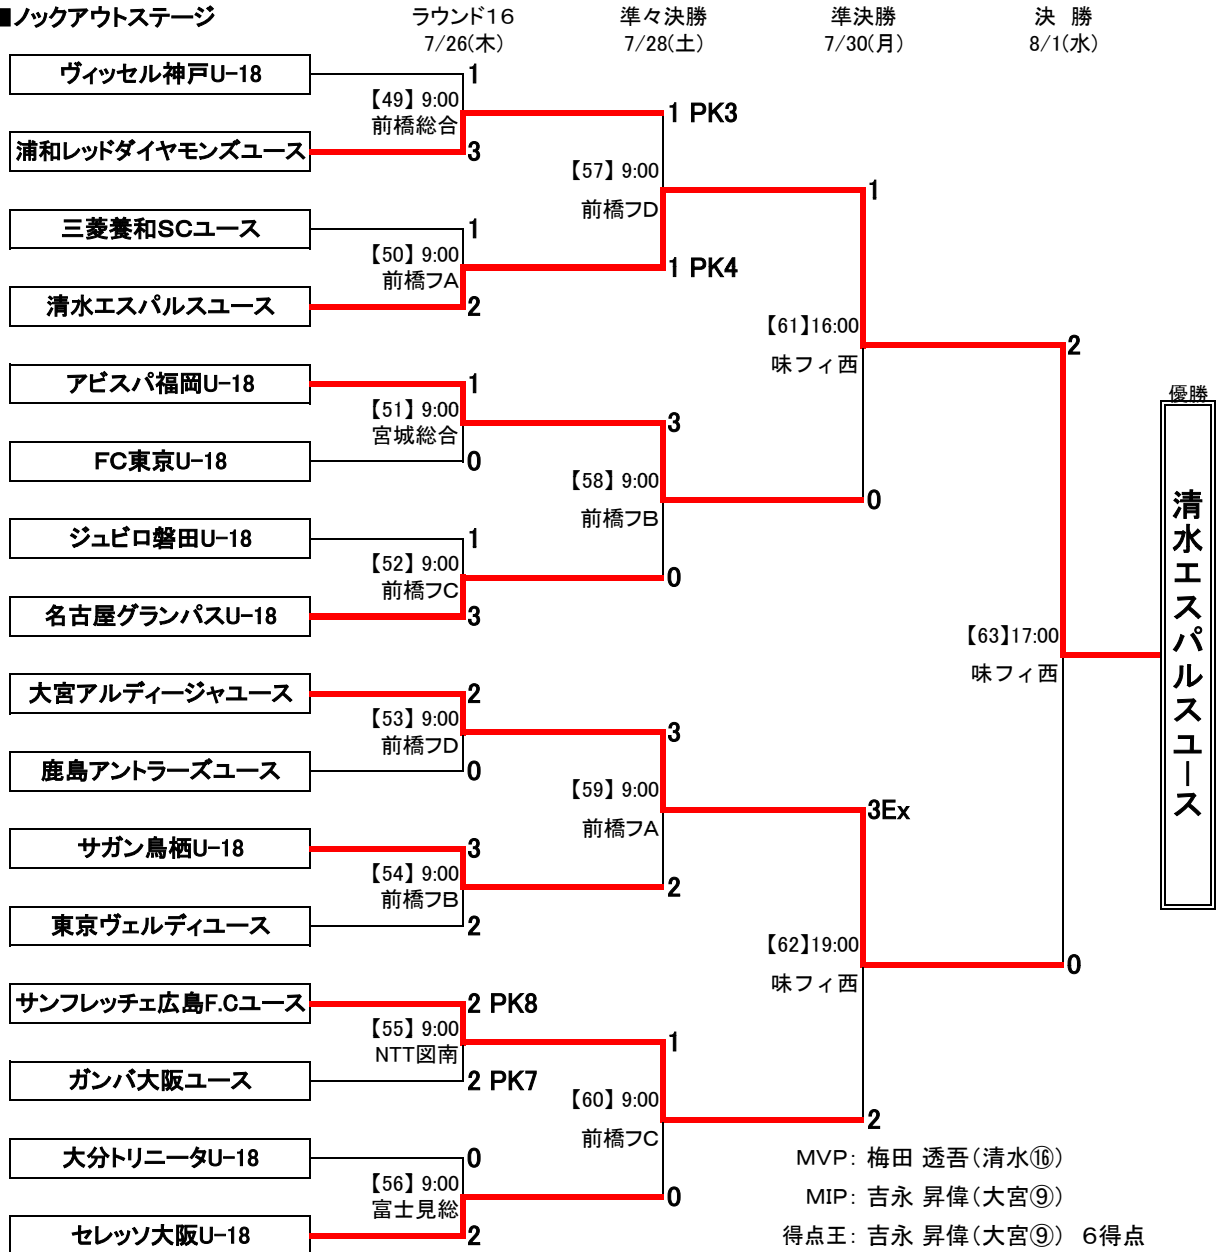 ■ノックアウトステージ
ラウンド16
7/26(木)
準々決勝
7/28(土)
準決勝
7/30(月)
決 勝
8/1(水)
ヴィッセル神戸U-18
1
【49】 9:00
前橋総合
1 PK3
浦和レッドダイヤモンズユース
3
【57】 9:00
前橋フD
1
三菱養和SCユース
1
【50】 9:00
前橋フA
1 PK4
清水エスパルスユース
2
【61】16:00
味フィ西
2
アビスパ福岡U-18
1
【51】 9:00
宮城総合
3
FC東京U-18
0
【58】 9:00
前橋フB
0
ジュビロ磐田U-18
1
【52】 9:00
前橋フC
0
名古屋グランパスU-18
3
【63】17:00
味フィ西
優勝
清水エスパルスユース
大宮アルディージャユース
2
【53】 9:00
前橋フD
3
鹿島アントラーズユース
0
【59】 9:00
前橋フA
3Ex
サガン鳥栖U-18
3
【54】 9:00
前橋フB
2
東京ヴェルディユース
2
【62】19:00
味フィ西
0
サンフレッチェ広島F.Cユース
2 PK8
【55】 9:00
NTT図南
1
ガンバ大阪ユース
2 PK7
【60】 9:00
前橋フC
2
大分トリニータU-18
0
【56】 9:00
富士見総
0
セレッソ大阪U-18
2
MVP: 梅田 透吾(清水⑯)
MIP: 吉永 昇偉(大宮⑨)
得点王: 吉永 昇偉(大宮⑨) 6得点